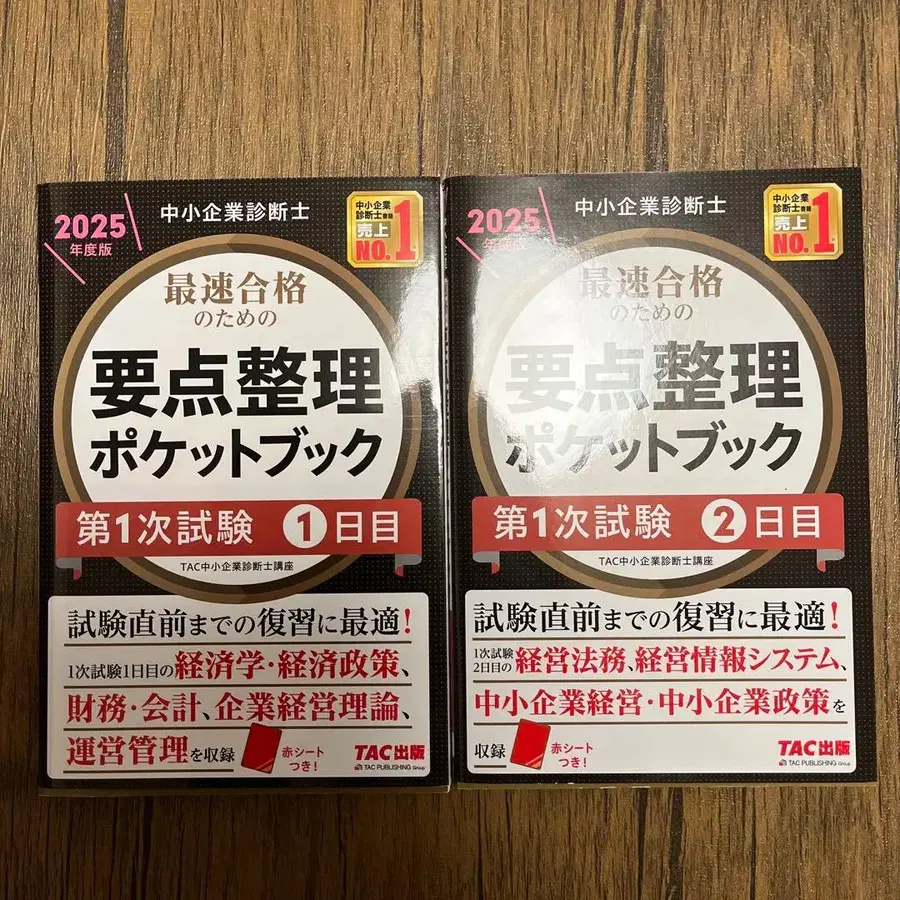 2025
年度版
中小企業診断士
中小企業
診断士書籍
売上
NO.1
最速合格
のための
要点整理
ポケットブック
第1次試験 1日目
TAC中小企業診断士講座
試験直前までの復習に最適!
1次試験1日目の経済学・経済政策、
財務・会計、企業経営理論、
運営管理を収録
赤シート
つき!
TAC出版
TAC PUBLISHING Group
2025
年度版
中小企業診断士
中小企業
診断士書籍
売上
NO.1
最速合格
のための
要点整理
ポケットブック
第1次試験 2日目
TAC中小企業診断士講座
試験直前までの復習に最適!
1次試験
2日目の経営法務、経営情報システム、
中小企業経営・中小企業政策を
収録
赤シート
つき!
TAC出版
TAC PUBLISHING Group